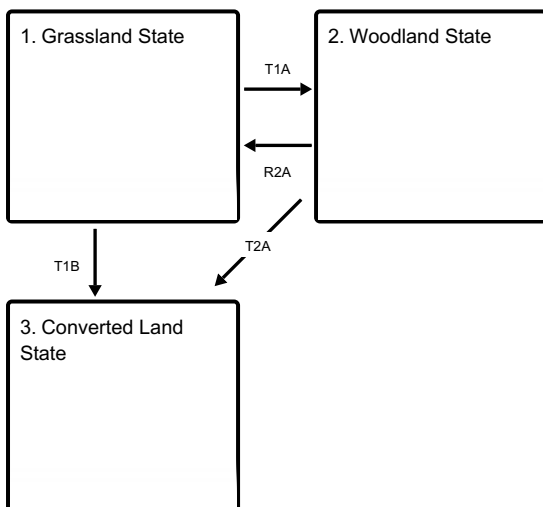 1. Grassland State
2. Woodland State
T1A
R2A
T2A
T1B
3. Converted Land
State